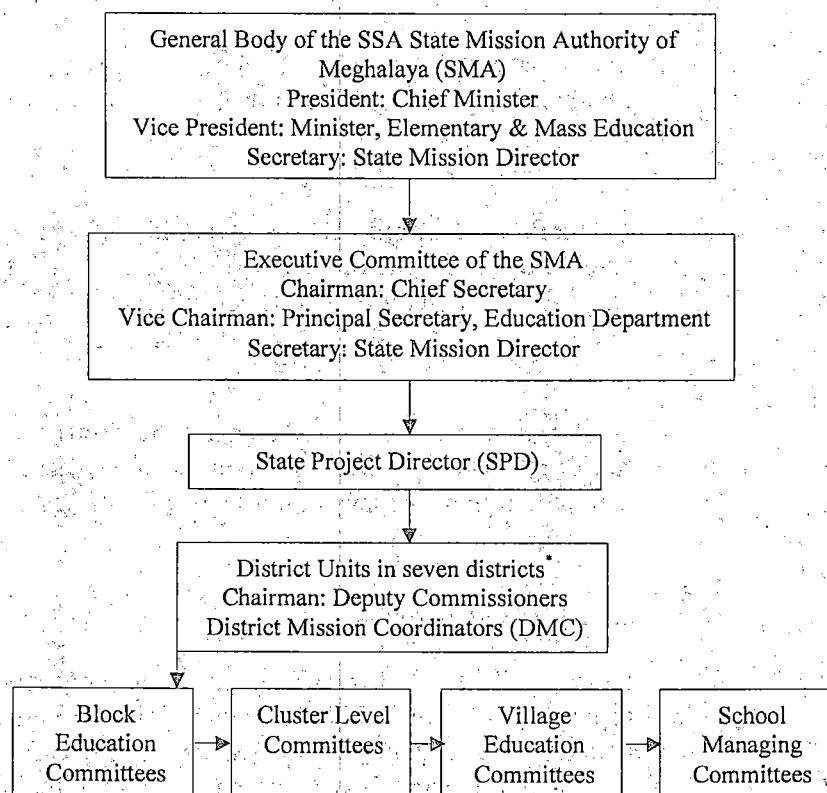 General Body of the SSA State Mission Authority of
Meghalaya (SMA)
President: Chief Minister
Vice President: Minister, Elementary & Mass Education
Secretary: State Mission Director
Executive Committee of the SMA
Chairman: Chief Secretary
Vice Chairman: Principal Secretary, Education Department
Secretary: State Mission Director
State Project Director (SPD)
District Units in seven districts*
Chairman: Deputy Commissioners
District Mission Coordinators (DMC)
Block
Education
Committees
Cluster Level
Committees
Village
Education
Committees
School
Managing
Committees